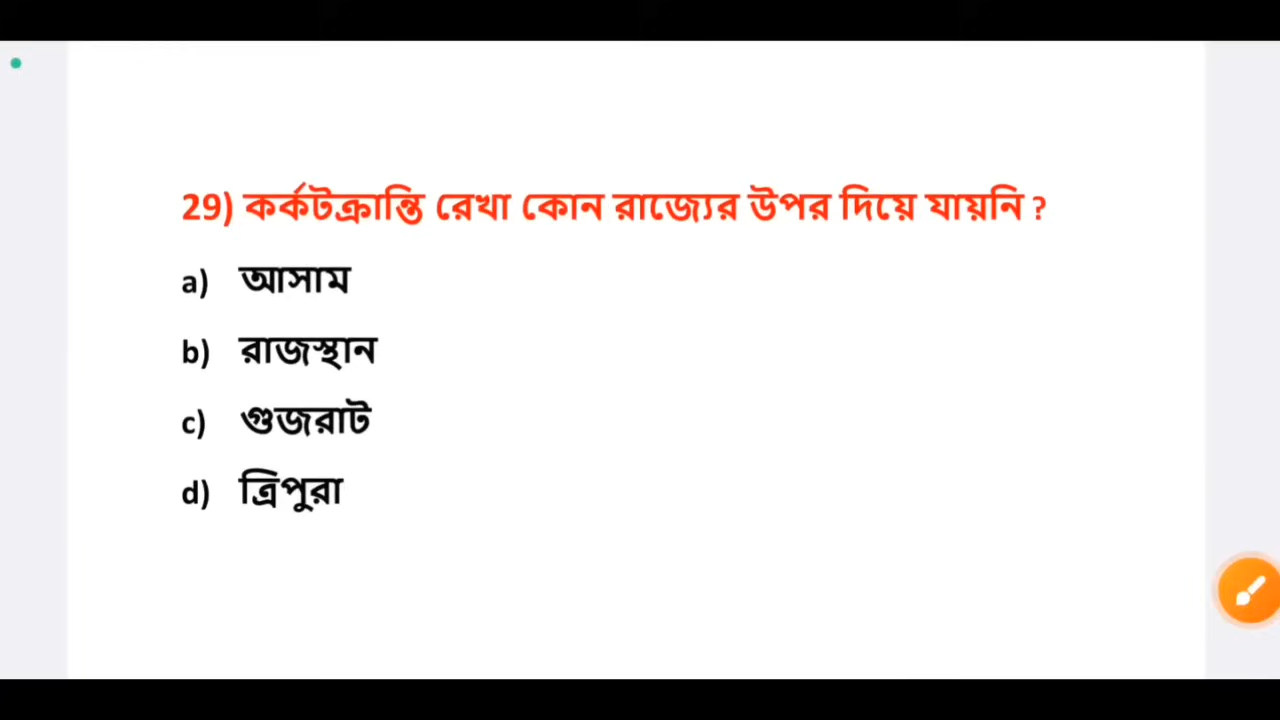 29) কর্কটক্রান্তি রেখা কোন রাজ্যের উপর দিয়ে যায়নি ?
a) আসাম
b) রাজস্থান
c) গুজরাট
d) ত্রিপুরা